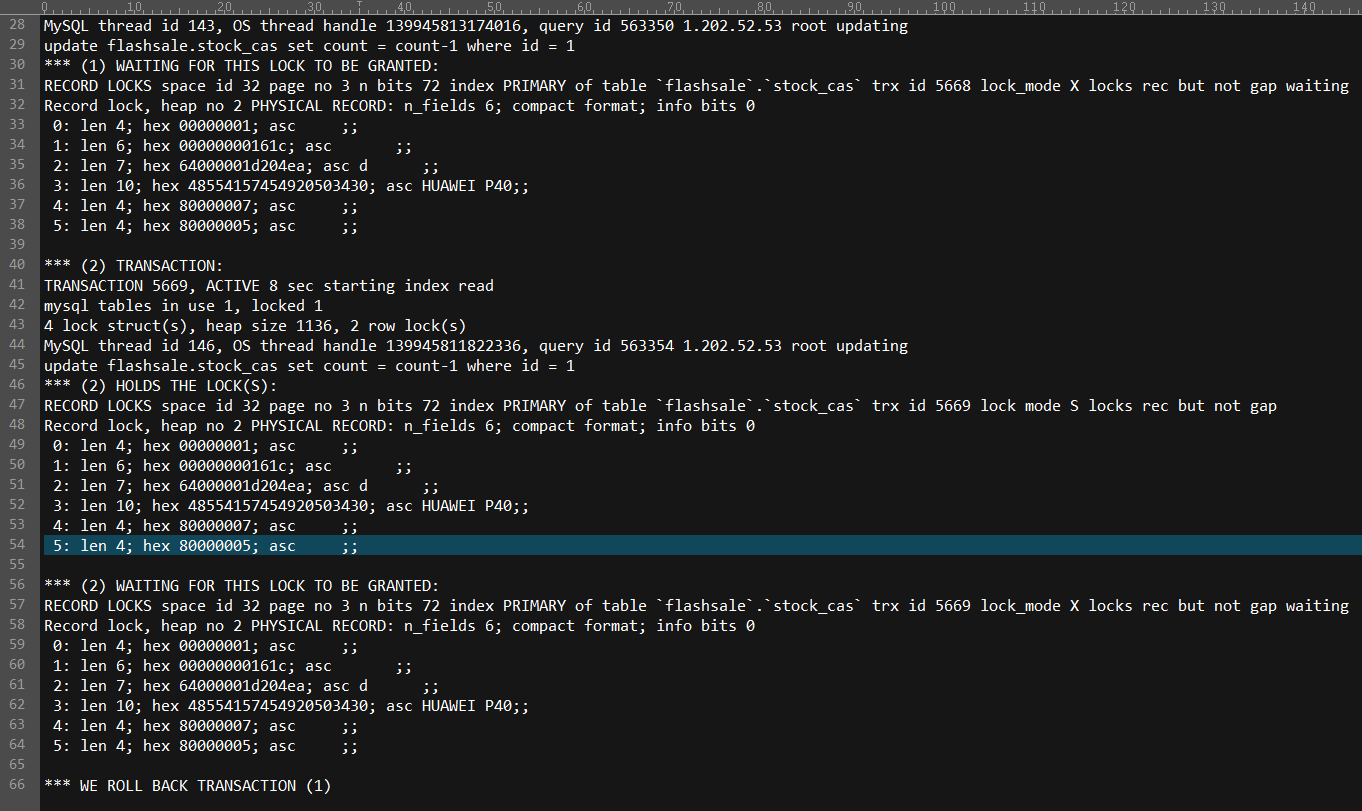 0 10 20 30 40 50 60 70 80 90 100 110 120 130 140
28 MySQL thread id 143, OS thread handle 139945813174016, query id 563350 1.202.52.53 root updating
29 update flashsale.stock_cas set count = count-1 where id = 1
30 *** (1) WAITING FOR THIS LOCK TO BE GRANTED:
31 RECORD LOCKS space id 32 page no 3 n bits 72 index PRIMARY of table `flashsale`.`stock_cas` trx id 5668 lock_mode X locks rec but not gap waiting
32 Record lock, heap no 2 PHYSICAL RECORD: n_fields 6; compact format; info bits 0
33  0: len 4; hex 00000001; asc     ;;
34  1: len 6; hex 00000000161c; asc       ;;
35  2: len 7; hex 64000001d204ea; asc d      ;;
36  3: len 10; hex 48554157454920503430; asc HUAWEI P40;;
37  4: len 4; hex 80000007; asc     ;;
38  5: len 4; hex 80000005; asc     ;;
39
40 *** (2) TRANSACTION:
41 TRANSACTION 5669, ACTIVE 8 sec starting index read
42 mysql tables in use 1, locked 1
43 4 lock struct(s), heap size 1136, 2 row lock(s)
44 MySQL thread id 146, OS thread handle 139945811822336, query id 563354 1.202.52.53 root updating
45 update flashsale.stock_cas set count = count-1 where id = 1
46 *** (2) HOLDS THE LOCK(S):
47 RECORD LOCKS space id 32 page no 3 n bits 72 index PRIMARY of table `flashsale`.`stock_cas` trx id 5669 lock mode S locks rec but not gap
48 Record lock, heap no 2 PHYSICAL RECORD: n_fields 6; compact format; info bits 0
49  0: len 4; hex 00000001; asc     ;;
50  1: len 6; hex 00000000161c; asc       ;;
51  2: len 7; hex 64000001d204ea; asc d      ;;
52  3: len 10; hex 48554157454920503430; asc HUAWEI P40;;
53  4: len 4; hex 80000007; asc     ;;
54  5: len 4; hex 80000005; asc     ;;
55
56 *** (2) WAITING FOR THIS LOCK TO BE GRANTED:
57 RECORD LOCKS space id 32 page no 3 n bits 72 index PRIMARY of table `flashsale`.`stock_cas` trx id 5669 lock_mode X locks rec but not gap waiting
58 Record lock, heap no 2 PHYSICAL RECORD: n_fields 6; compact format; info bits 0
59  0: len 4; hex 00000001; asc     ;;
60  1: len 6; hex 00000000161c; asc       ;;
61  2: len 7; hex 64000001d204ea; asc d      ;;
62  3: len 10; hex 48554157454920503430; asc HUAWEI P40;;
63  4: len 4; hex 80000007; asc     ;;
64  5: len 4; hex 80000005; asc     ;;
65
66 *** WE ROLL BACK TRANSACTION (1)